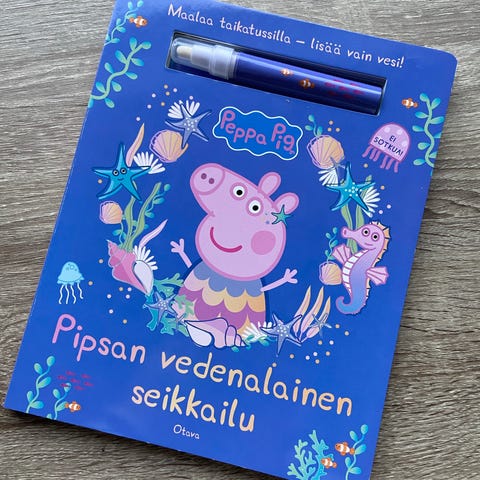 Maalaa taikatussilla – lisää vain vesi!
Peppa Pig
EI
SOTKUA!
Pipsan vedenalainen
seikkailu
Otava